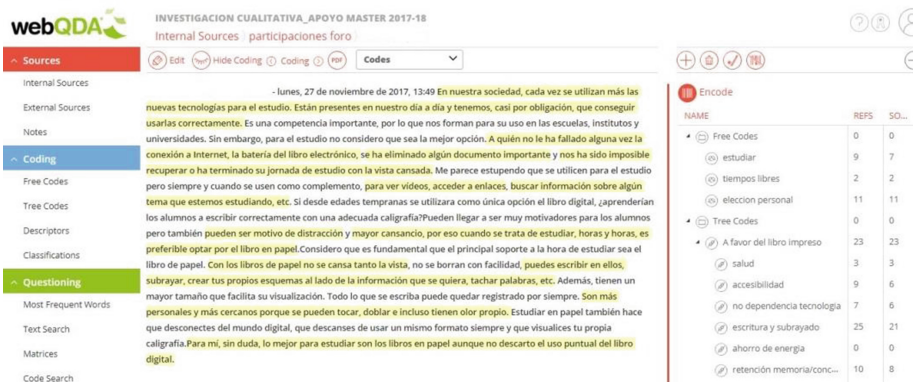 webQDA
INVESTIGACION CUALITATIVA_APOYO MASTER 2017-18
Internal Sources participaciones foro
Sources
Internal Sources
External Sources
Notes
Coding
Free Codes
Tree Codes
Descriptors
Classifications
Questioning
Most Frequent Words
Text Search
Matrices
Code Search
Edit Hide Coding Coding PDF Codes
- lunes, 27 de noviembre de 2017, 13:49 En nuestra sociedad, cada vez se utilizan más las
nuevas tecnologías para el estudio. Están presentes en nuestro día a día y tenemos, casi por obligación, que conseguir
usarlas correctamente. Es una competencia importante, por lo que nos forman para su uso en las escuelas, institutos y
universidades. Sin embargo, para el estudio no considero que sea la mejor opción. A quién no le ha fallado alguna vez la
conexión a Internet, la batería del libro electrónico, se ha eliminado algún documento importante y nos ha sido imposible
recuperar o ha terminado su jornada de estudio con la vista cansada. Me parece estupendo que se utilicen para el estudio
pero siempre y cuando se usen como complemento, para ver vídeos, acceder a enlaces, buscar información sobre algún
tema que estemos estudiando, etc. Si desde edades tempranas se utilizara como única opción el libro digital, ¿aprenderían
los alumnos a escribir correctamente con una adecuada caligrafía?Pueden llegar a ser muy motivadores para los alumnos
pero también pueden ser motivo de distracción y mayor cansancio, por eso cuando se trata de estudiar, horas y horas, es
preferible optar por el libro en papel.Considero que es fundamental que el principal soporte a la hora de estudiar sea el
libro de papel. Con los libros de papel no se cansa tanto la vista, no se borran con facilidad, puedes escribir en ellos,
subrayar, crear tus propios esquemas al lado de la información que se quiera, tachar palabras, etc. Además, tienen un
mayor tamaño que facilita su visualización. Todo lo que se escriba puede quedar registrado por siempre. Son más
personales y más cercanos porque se pueden tocar, doblar e incluso tienen olor propio. Estudiar en papel también hace
que desconectes del mundo digital, que descanses de usar un mismo formato siempre y que visualices tu propia
caligrafía.Para mí, sin duda, lo mejor para estudiar son los libros en papel aunque no descarto el uso puntual del libro
digital.
Encode
NAME REFS SO...
Free Codes 0 0
estudiar 9 7
tiempos libres 2 2
eleccion personal 11 11
Tree Codes 0 0
A favor del libro impreso 23 23
salud 3 3
accesibilidad 9 6
no dependencia tecnologia 7 6
escritura y subrayado 25 21
ahorro de energia 0 0
retención memoria/conc... 10 8